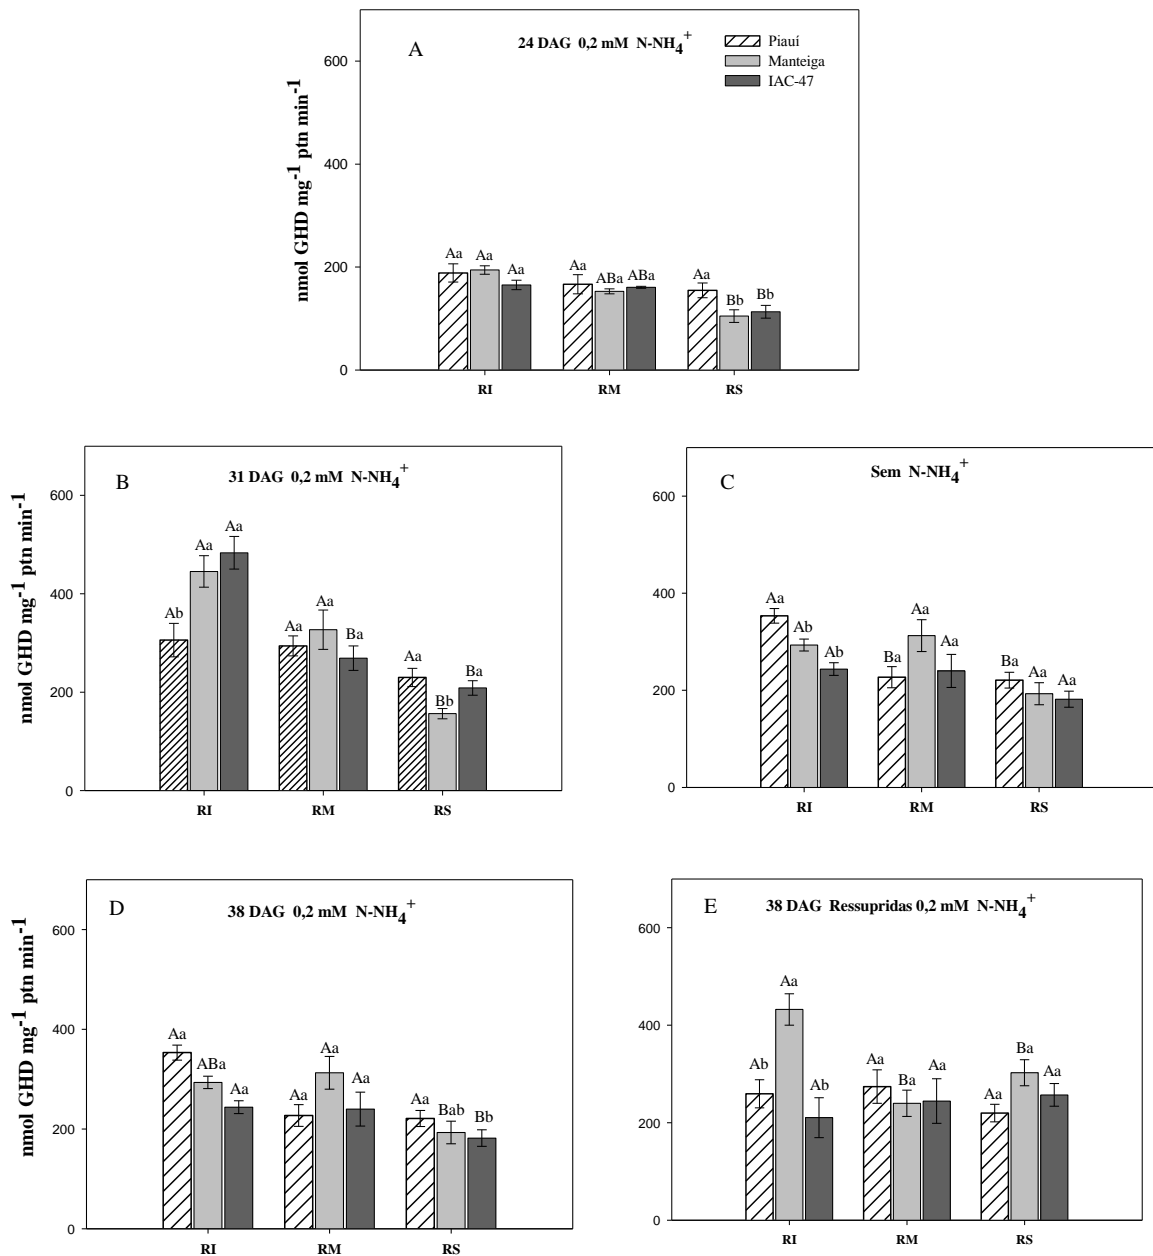 A
24 DAG 0,2 mM N-NH4+
Piauí
Manteiga
IAC-47
nmol GHD mg-1 ptn min-1
600
400
200
0
Aa Aa Aa
Aa ABa ABa
Aa Bb Bb
RI RM RS
B
31 DAG 0,2 mM N-NH4+
nmol GHD mg-1 ptn min-1
600
400
200
0
Ab Aa Aa
Aa Aa Ba
Aa Bb Ba
RI RM RS
C
Sem N-NH4+
600
400
200
0
Aa Ab Ab
Ba Aa Aa
Ba Aa Aa
RI RM RS
D
38 DAG 0,2 mM N-NH4+
nmol GHD mg-1 ptn min-1
600
400
200
0
Aa ABa Aa
Aa Aa Aa
Aa Bab Bb
RI RM RS
E
38 DAG Ressupridas 0,2 mM N-NH4+
600
400
200
0
Ab Aa Ab
Aa Ba Aa
Aa Ba Aa
RI RM RS